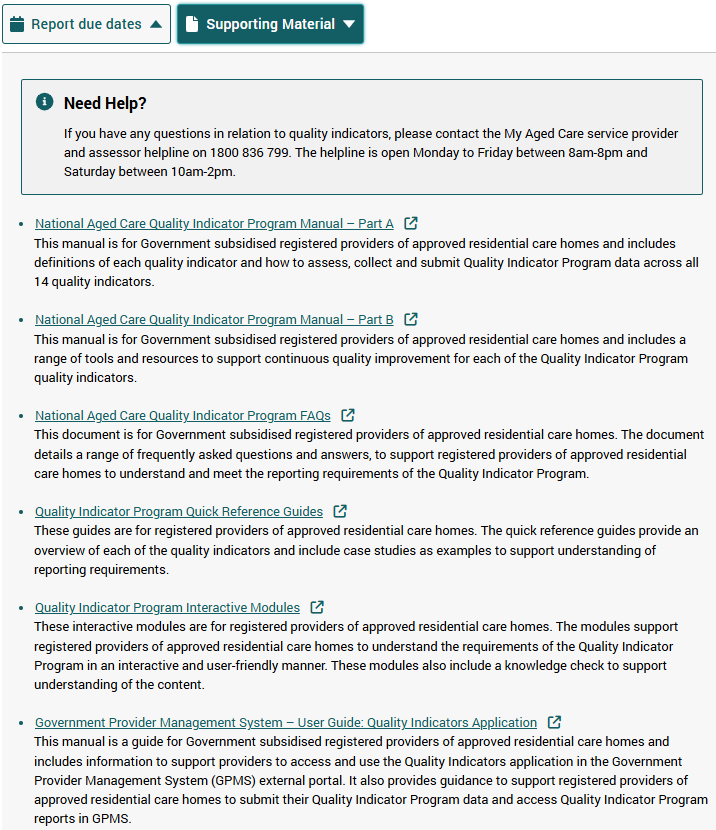 Report due dates
Supporting Material
Need Help?
If you have any questions in relation to quality indicators, please contact the My Aged Care service provider
and assessor helpline on 1800 836 799. The helpline is open Monday to Friday between 8am-8pm and
Saturday between 10am-2pm.
National Aged Care Quality Indicator Program Manual – Part A
This manual is for Government subsidised registered providers of approved residential care homes and includes
definitions of each quality indicator and how to assess, collect and submit Quality Indicator Program data across all
14 quality indicators.
National Aged Care Quality Indicator Program Manual – Part B
This manual is for Government subsidised registered providers of approved residential care homes and includes a
range of tools and resources to support continuous quality improvement for each of the Quality Indicator Program
quality indicators.
National Aged Care Quality Indicator Program FAQs
This document is for Government subsidised registered providers of approved residential care homes. The document
details a range of frequently asked questions and answers, to support registered providers of approved residential
care homes to understand and meet the reporting requirements of the Quality Indicator Program.
Quality Indicator Program Quick Reference Guides
These guides are for registered providers of approved residential care homes. The quick reference guides provide an
overview of each of the quality indicators and include case studies as examples to support understanding of
reporting requirements.
Quality Indicator Program Interactive Modules
These interactive modules are for registered providers of approved residential care homes. The modules support
registered providers of approved residential care homes to understand the requirements of the Quality Indicator
Program in an interactive and user-friendly manner. These modules also include a knowledge check to support
understanding of the content.
Government Provider Management System – User Guide: Quality Indicators Application
This manual is a guide for Government subsidised registered providers of approved residential care homes and
includes information to support providers to access and use the Quality Indicators application in the Government
Provider Management System (GPMS) external portal. It also provides guidance to support registered providers of
approved residential care homes to submit their Quality Indicator Program data and access Quality Indicator Program
reports in GPMS.